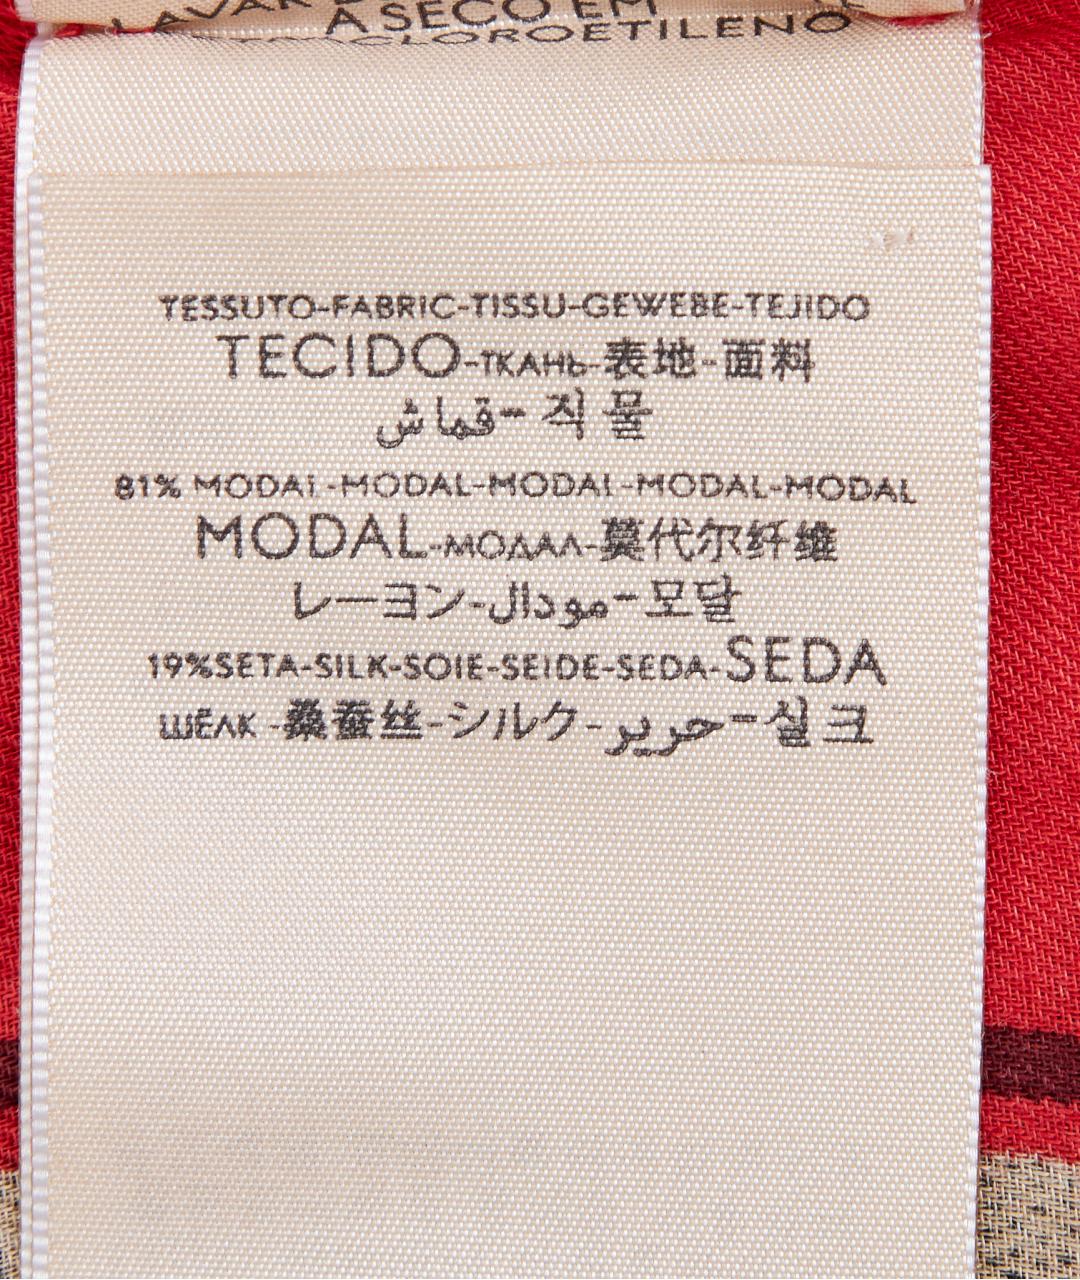 A SECO EM
TESSUTO-FABRIC-TISSU-GEWEBE-TEJIDO
TECIDO-ТКАНЬ-表地-面料
قماش-직물
81% MODAL-MODAL-MODAL-MODAL-MODAL
MODAL-МОДАЛ-莫代尔纤维
レーヨン-مودال-모달
19%SETA-SILK-SOIE-SEIDE-SEDA-SEDA
ШЁЛК-桑蚕丝-シルク-حرير-실크